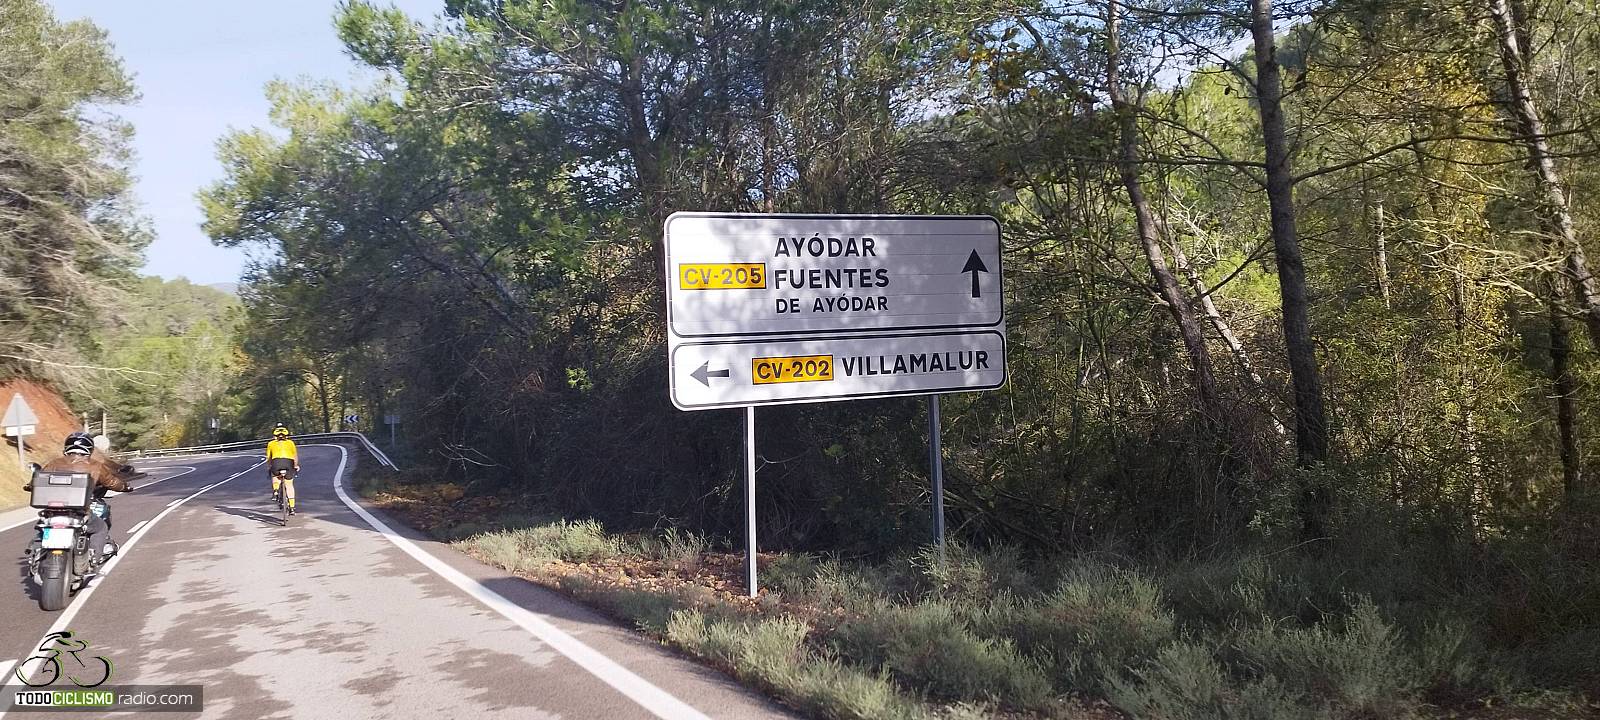 AYÓDAR
CV-205 FUENTES
DE AYÓDAR
CV-202 VILLAMALUR
TODOCICLISMO radio.com